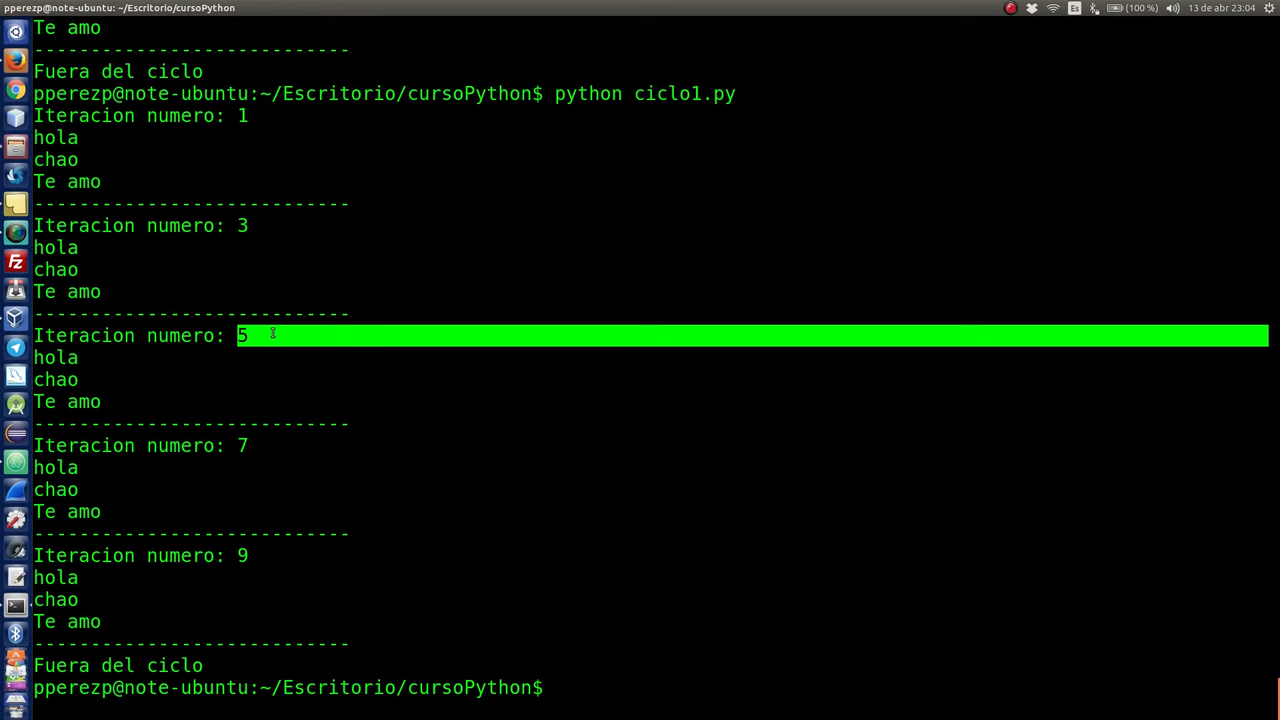 pperezp@note-ubuntu: ~/Escritorio/cursoPython
Es
(100 %)
13 de abr 23:04
Te amo
----------------------------
Fuera del ciclo
pperezp@note-ubuntu:~/Escritorio/cursoPython$ python ciclo1.py
Iteracion numero: 1
hola
chao
Te amo
----------------------------
Iteracion numero: 3
hola
chao
Te amo
----------------------------
Iteracion numero: 5
hola
chao
Te amo
----------------------------
Iteracion numero: 7
hola
chao
Te amo
----------------------------
Iteracion numero: 9
hola
chao
Te amo
----------------------------
Fuera del ciclo
pperezp@note-ubuntu:~/Escritorio/cursoPython$